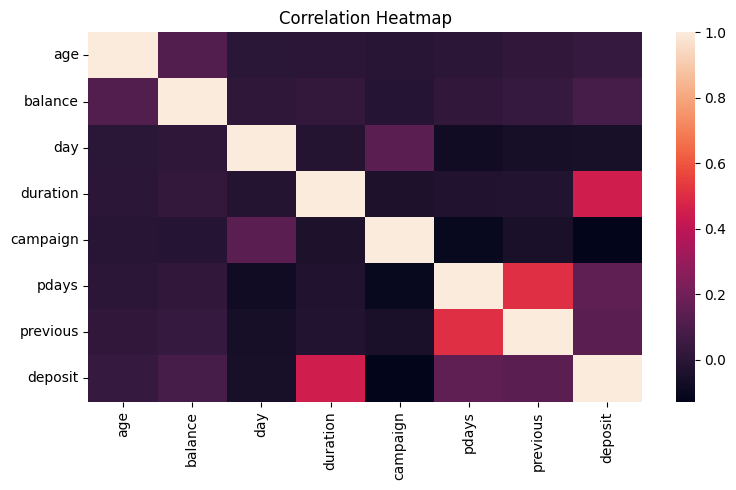 Correlation Heatmap
age
balance
day
duration
campaign
pdays
previous
deposit
age
balance
day
duration
campaign
pdays
previous
deposit
1.0
0.8
0.6
0.4
0.2
0.0